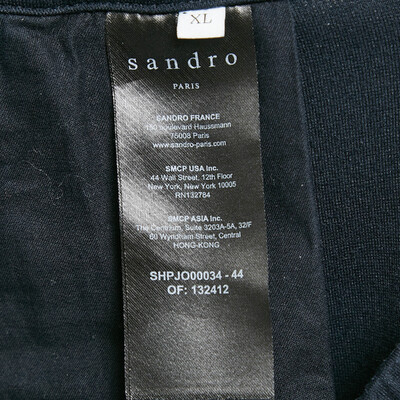 XL
sandro
PARIS
SANDRO FRANCE
150 boulevard Haussmann
75008 Paris
www.sandro-paris.com
SMCP USA Inc.
44 Wall Street, 12th Floor
New York, New York 10005
RN132784
SMCP ASIA Inc.
The Centrium, Suite 3203A-5A, 32/F
60 Wyndham Street, Central
HONG-KONG
SHPJO00034 - 44
OF: 132412